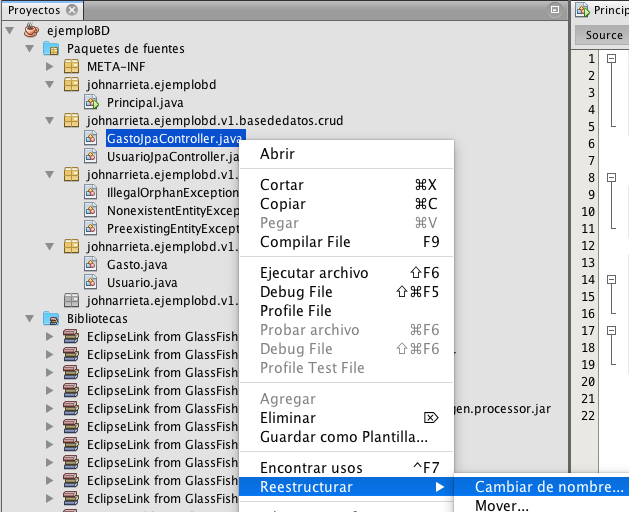 Proyectos
ejemploBD
Paquetes de fuentes
META-INF
johnarrieta.ejemplobd
Principal.java
johnarrieta.ejemplobd.v1.basededatos.crud
GastoJpaController.java
UsuarioJpaController.ja
johnarrieta.ejemplobd.v1.
IllegalOrphanException
NonexistentEntityExcep
PreexistingEntityExcept
johnarrieta.ejemplobd.v1.
Gasto.java
Usuario.java
johnarrieta.ejemplobd.v1.
Bibliotecas
EclipseLink from GlassFish
EclipseLink from GlassFish
EclipseLink from GlassFish
EclipseLink from GlassFish
EclipseLink from GlassFish gen.processor.jar
EclipseLink from GlassFish
EclipseLink from GlassFish
EclipseLink from GlassFish
EclipseLink from GlassFish
EclipseLink from GlassFish
Abrir
Cortar ⌘X
Copiar ⌘C
Pegar ⌘V
Compilar File F9
Ejecutar archivo ⇧F6
Debug File ⇧⌘F5
Profile File
Probar archivo ⌘F6
Debug File ⇧⌘F6
Profile Test File
Agregar
Eliminar ⌦
Guardar como Plantilla...
Encontrar usos ^F7
Reestructurar
Cambiar de nombre...
Mover...
Princip
Source
1
2
3
4
5
6
7
8
9
10
11
12
13
14
15
16
17
18
19
20
21
22